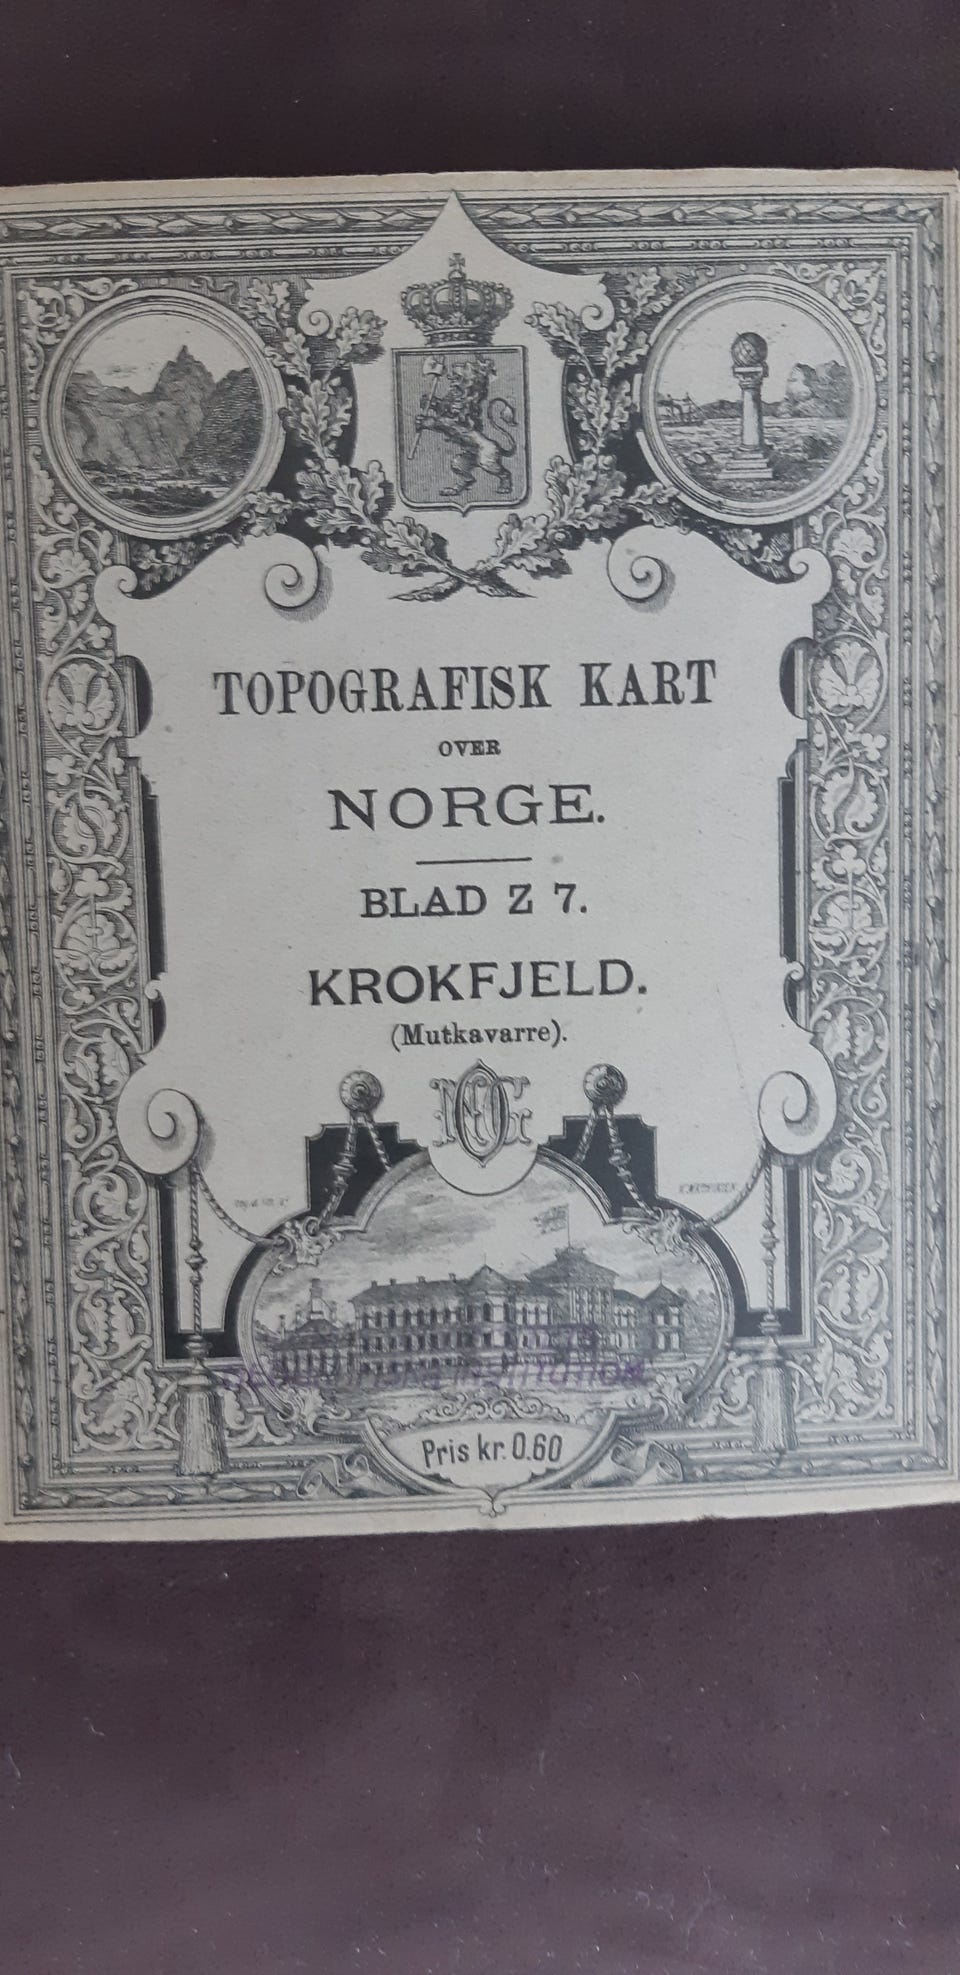 TOPOGRAFISK KART
OVER
NORGE.
BLAD Z 7.
KROKFJELD.
(Mutkavarre).
Pris kr. 0.60